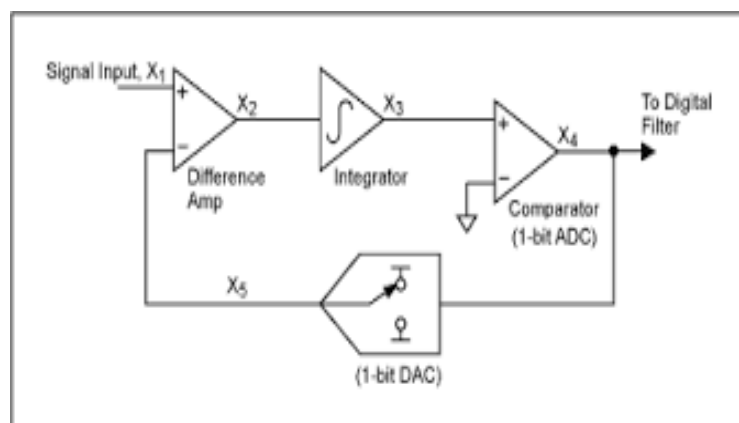 Signal Input, X1
X2
X3
X4
To Digital
Filter
+
−
Difference
Amp
Integrator
+
−
Comparator
(1-bit ADC)
X5
(1-bit DAC)